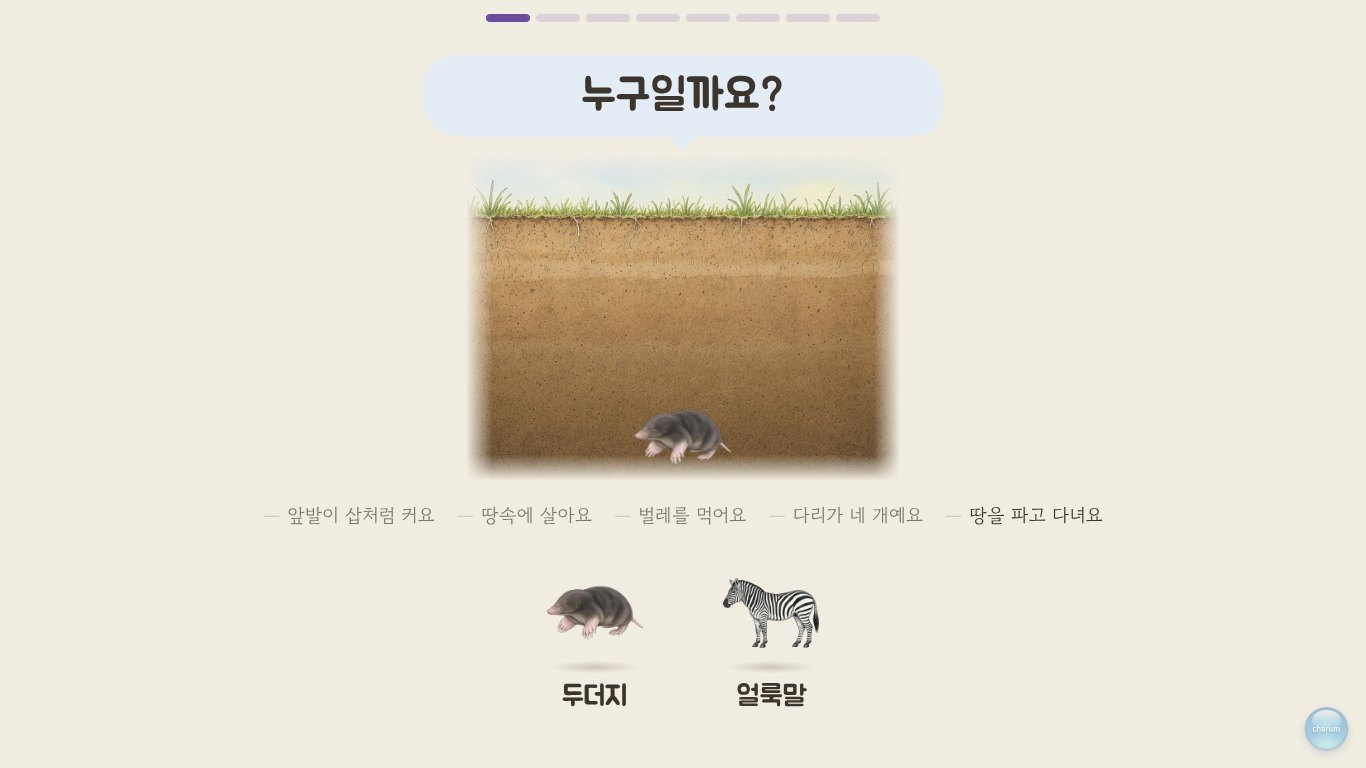 누구일까요?
— 앞발이 삽처럼 커요 — 땅속에 살아요 — 벌레를 먹어요 — 다리가 네 개예요 — 땅을 파고 다녀요
두더지 얼룩말
charum